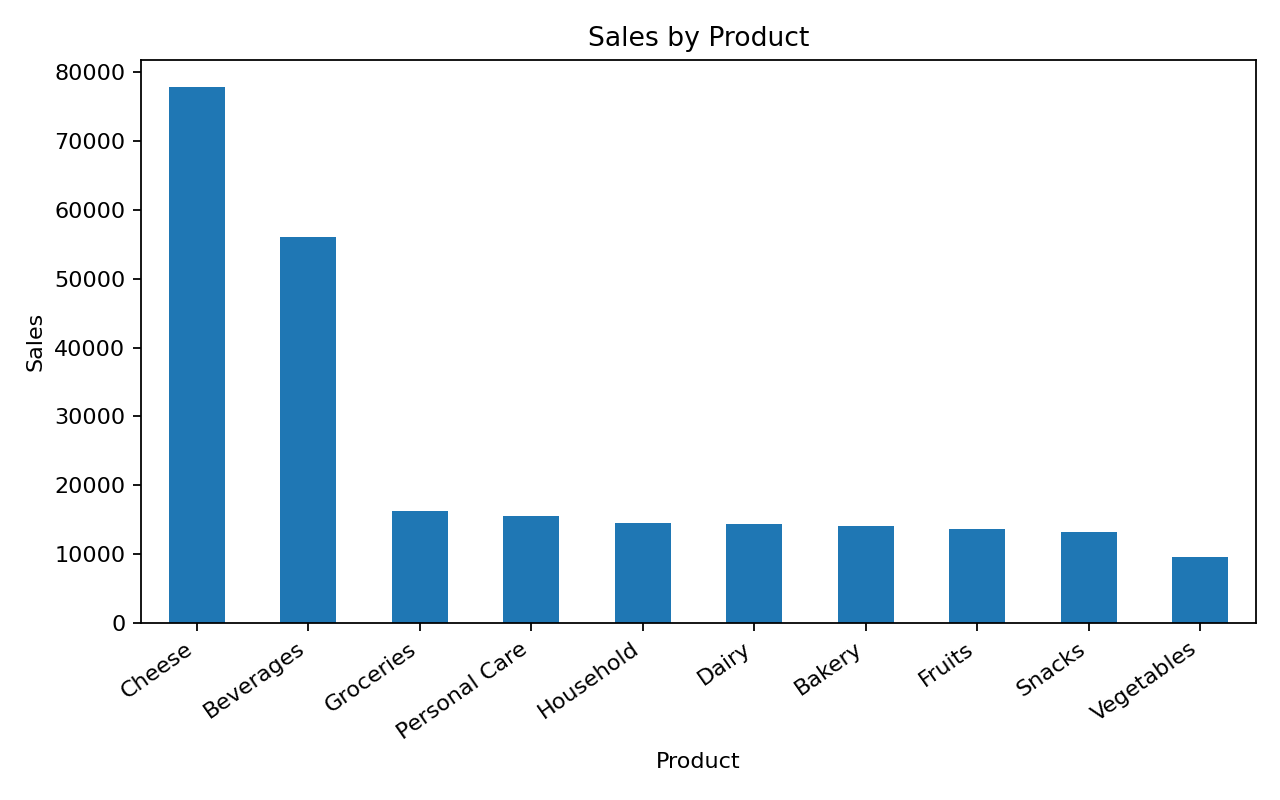 Sales by Product
Sales
80000
70000
60000
50000
40000
30000
20000
10000
0
Cheese
Beverages
Groceries
Personal Care
Household
Dairy
Bakery
Fruits
Snacks
Vegetables
Product